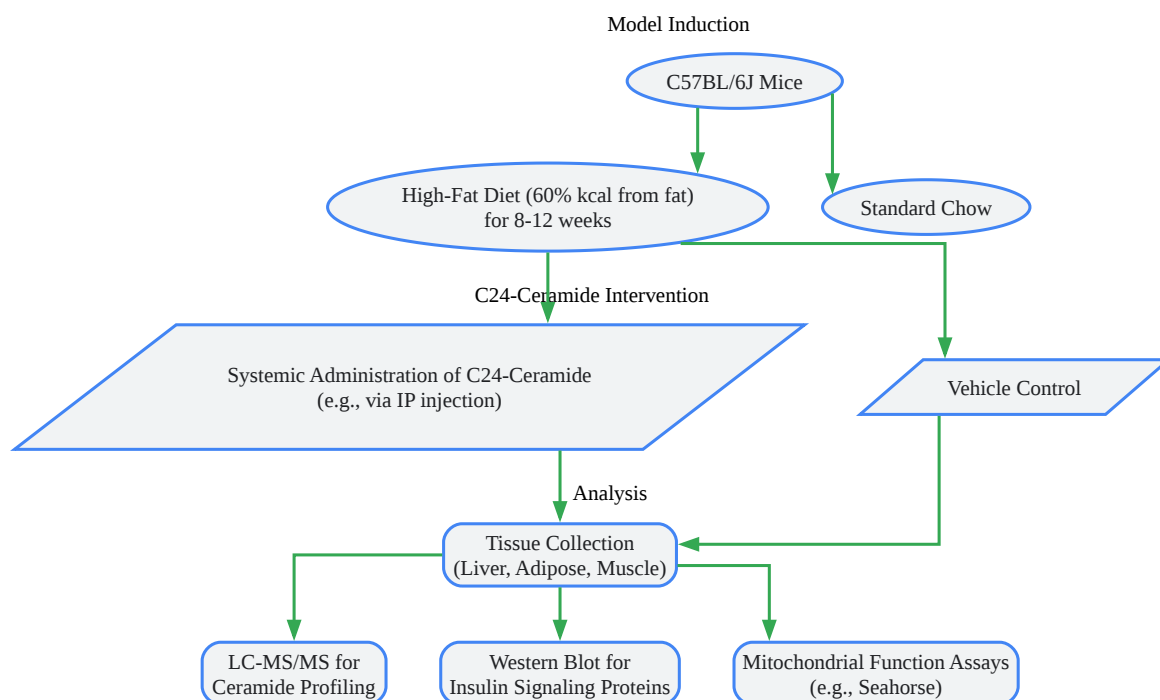 Model Induction
C57BL/6J Mice
High-Fat Diet (60% kcal from fat)
for 8-12 weeks
Standard Chow
C24-Ceramide Intervention
Systemic Administration of C24-Ceramide
(e.g., via IP injection)
Vehicle Control
Analysis
Tissue Collection
(Liver, Adipose, Muscle)
LC-MS/MS for
Ceramide Profiling
Western Blot for
Insulin Signaling Proteins
Mitochondrial Function Assays
(e.g., Seahorse)